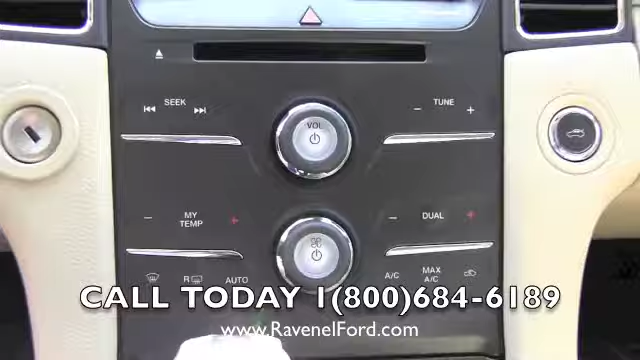 SEEK
TUNE
− +
VOL
− MY TEMP +
− DUAL +
R
AUTO
A/C
MAX A/C
CALL TODAY 1(800)684-6189
www.RavenelFord.com